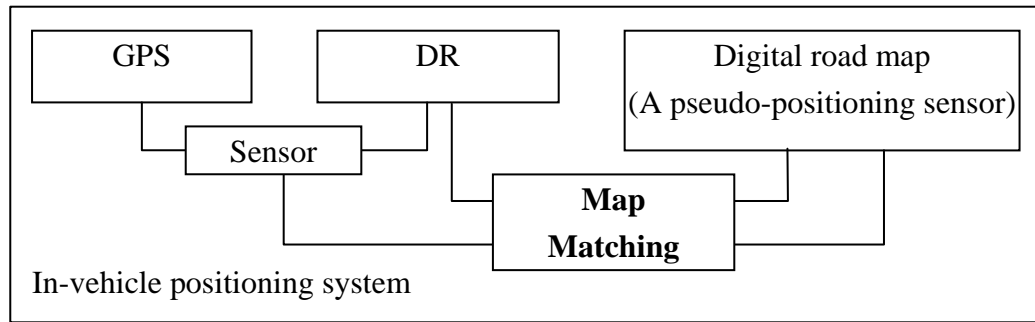 GPS
DR
Digital road map
(A pseudo-positioning sensor)
Sensor
Map
Matching
In-vehicle positioning system